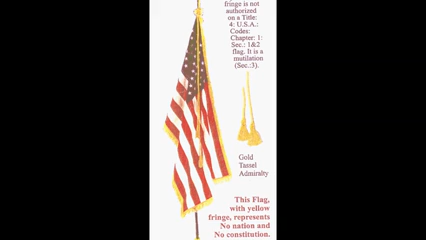 fringe is not
authorized
on a Title:
4: U.S.A.:
Codes:
Chapter: 1:
Sec.: 1&2
flag. It is a
mutilation
(Sec.:3).
Gold
Tassel
Admiralty
This Flag,
with yellow
fringe, represents
No nation and
No constitution.